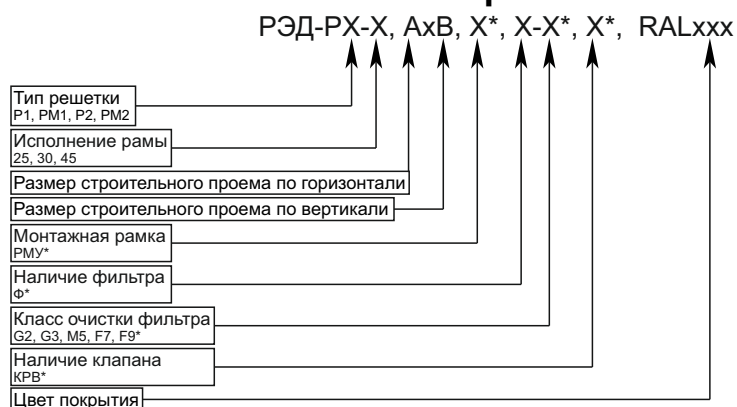 РЭД-РХ-Х, АхВ, Х*, Х-Х*, Х*, RALxxx
Тип решетки
Р1, РМ1, Р2, РМ2
Исполнение рамы
25, 30, 45
Размер строительного проема по горизонтали
Размер строительного проема по вертикали
Монтажная рамка
РМУ*
Наличие фильтра
Ф*
Класс очистки фильтра
G2, G3, M5, F7, F9*
Наличие клапана
КРВ*
Цвет покрытия